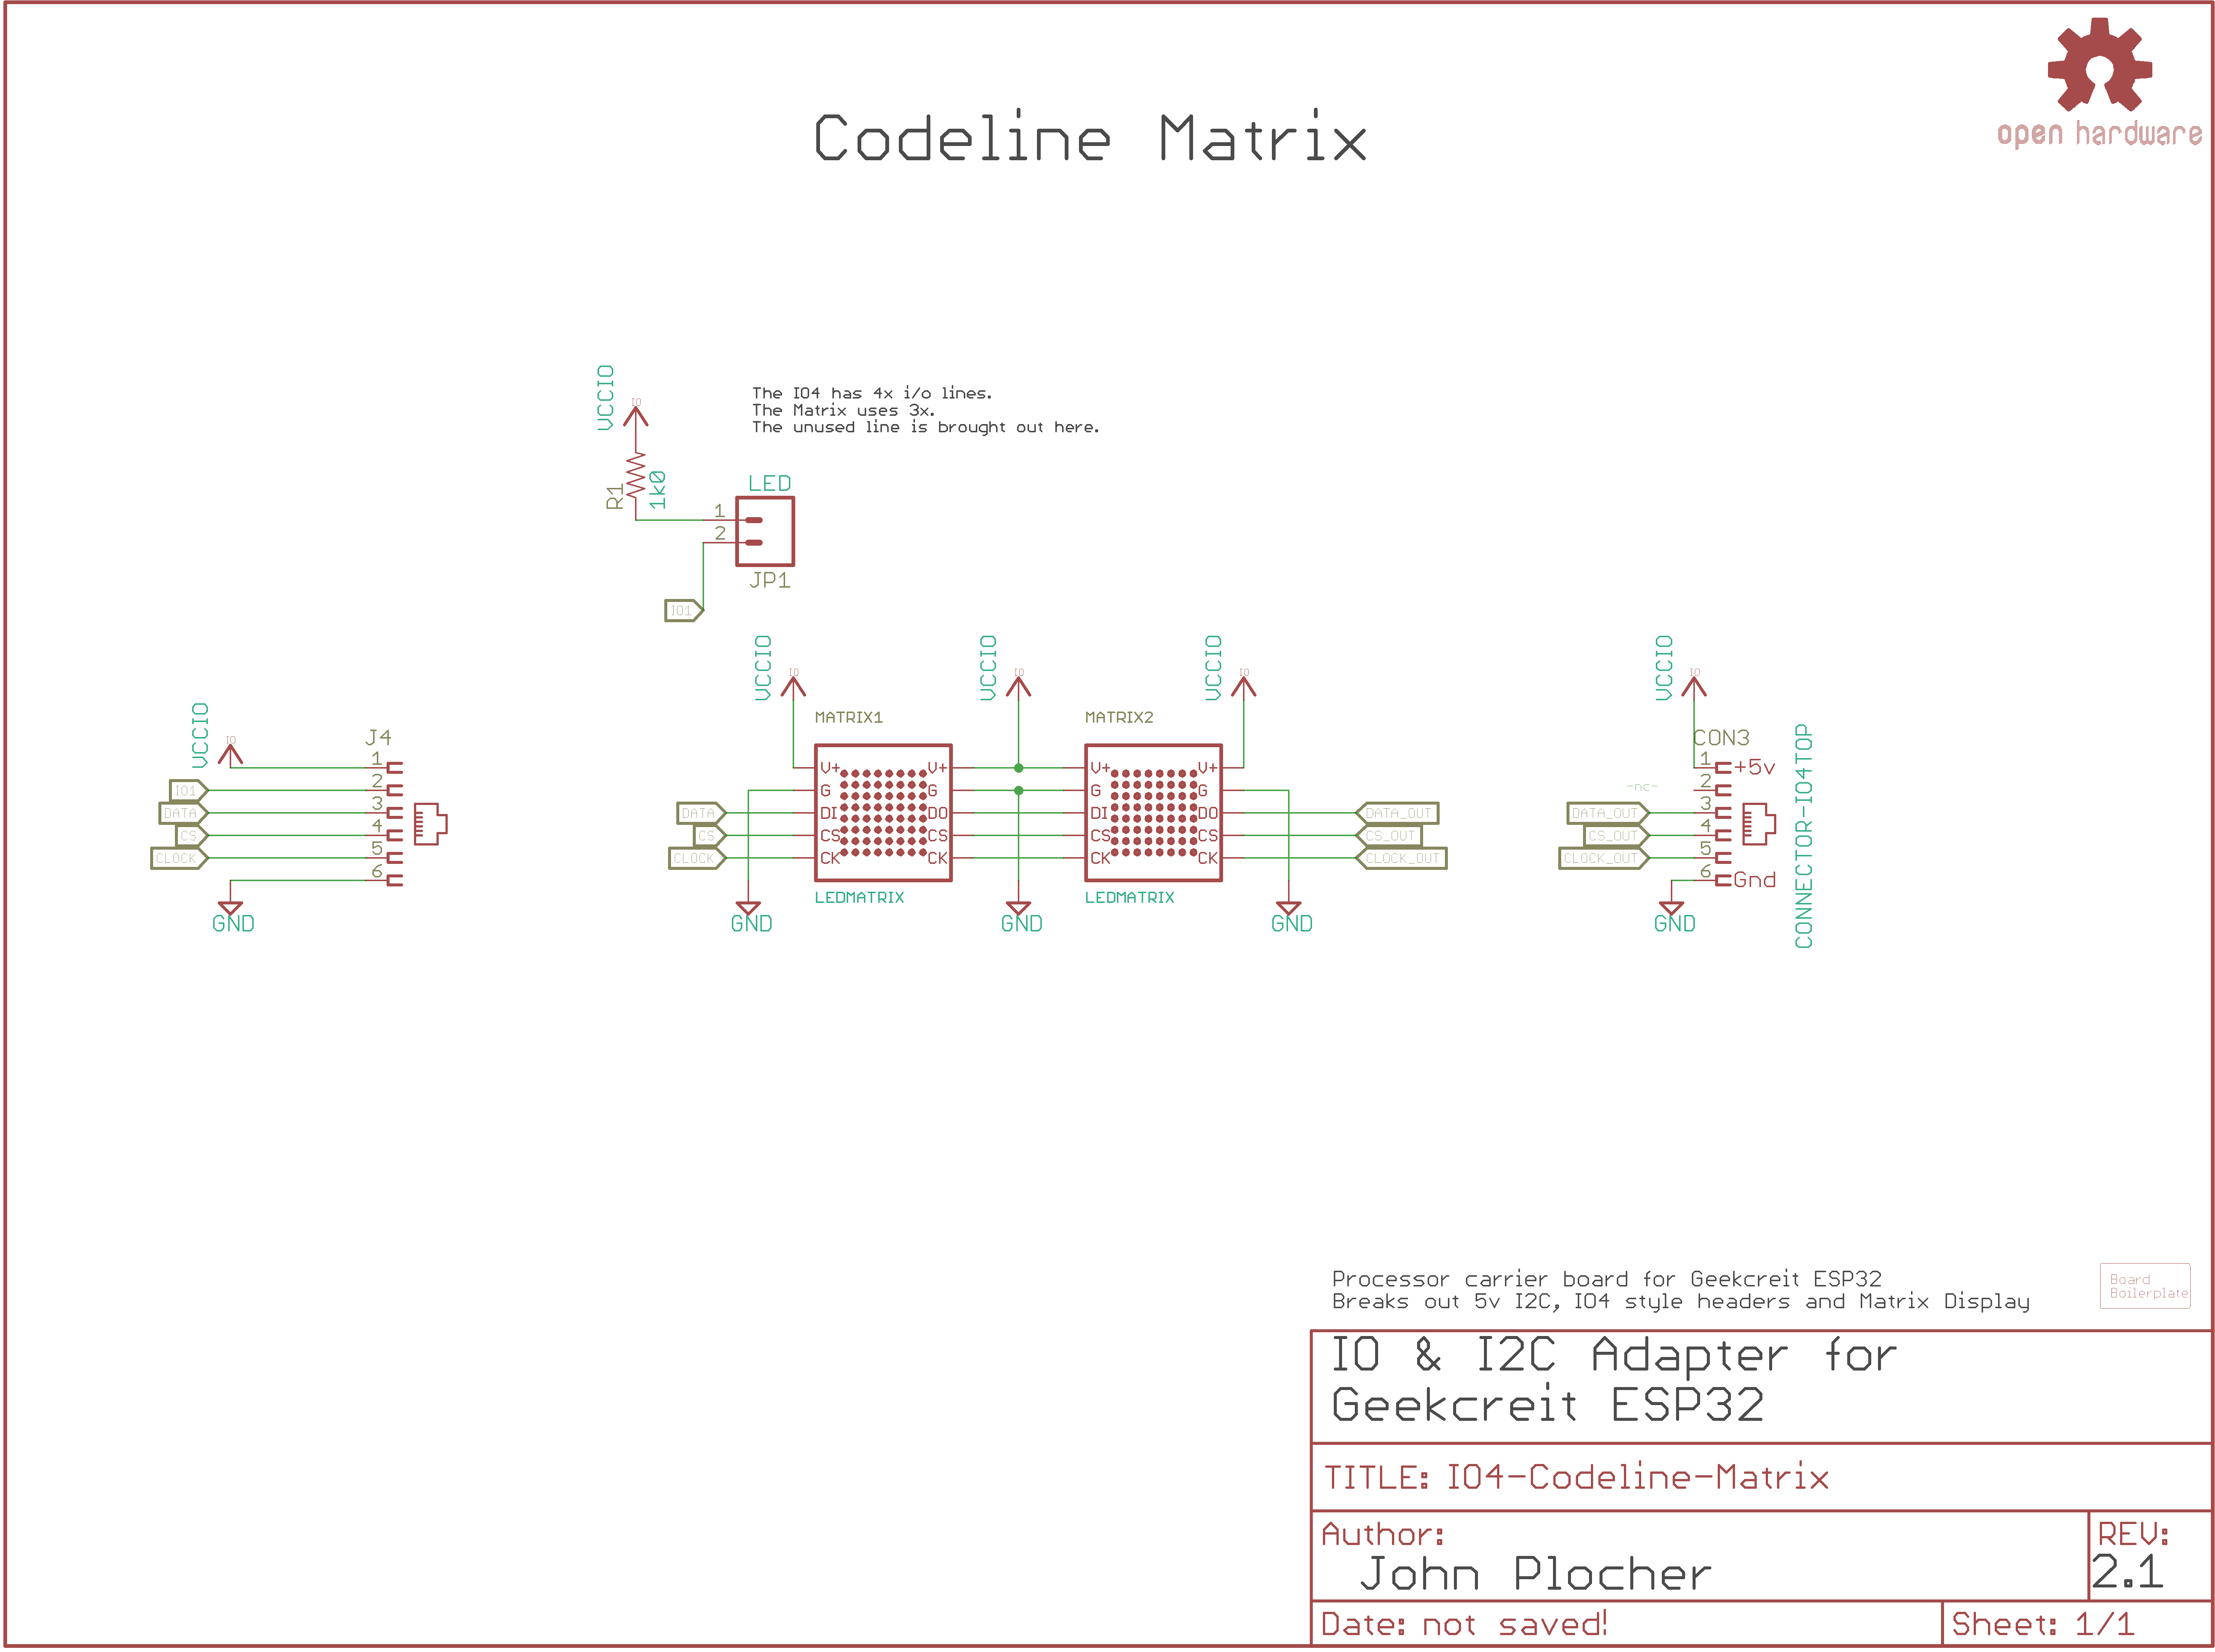 open hardware
Codeline Matrix
VCCIO
IO
The IO4 has 4x i/o lines.
The Matrix uses 3x.
The unused line is brought out here.
R1
1k0
LED
1
2
JP1
IO1
VCCIO
IO
J4
1
2
3
4
5
6
IO1
DATA
CS
CLOCK
GND
VCCIO
IO
VCCIO
IO
VCCIO
IO
MATRIX1
V+
G
DI
CS
CK
V+
G
DO
CS
CK
LEDMATRIX
DATA
CS
CLOCK
GND
GND
MATRIX2
V+
G
DI
CS
CK
V+
G
DO
CS
CK
LEDMATRIX
DATA_OUT
CS_OUT
CLOCK_OUT
GND
VCCIO
IO
CON3
1
2
3
4
5
6
+5v
Gnd
-nc-
DATA_OUT
CS_OUT
CLOCK_OUT
GND
CONNECTOR-IO4TOP
Processor carrier board for Geekcreit ESP32
Breaks out 5v I2C, IO4 style headers and Matrix Display
Board
Boilerplate
IO & I2C Adapter for
Geekcreit ESP32
TITLE: IO4-Codeline-Matrix
Author:
John Plocher
REV:
2.1
Date: not saved!
Sheet: 1/1